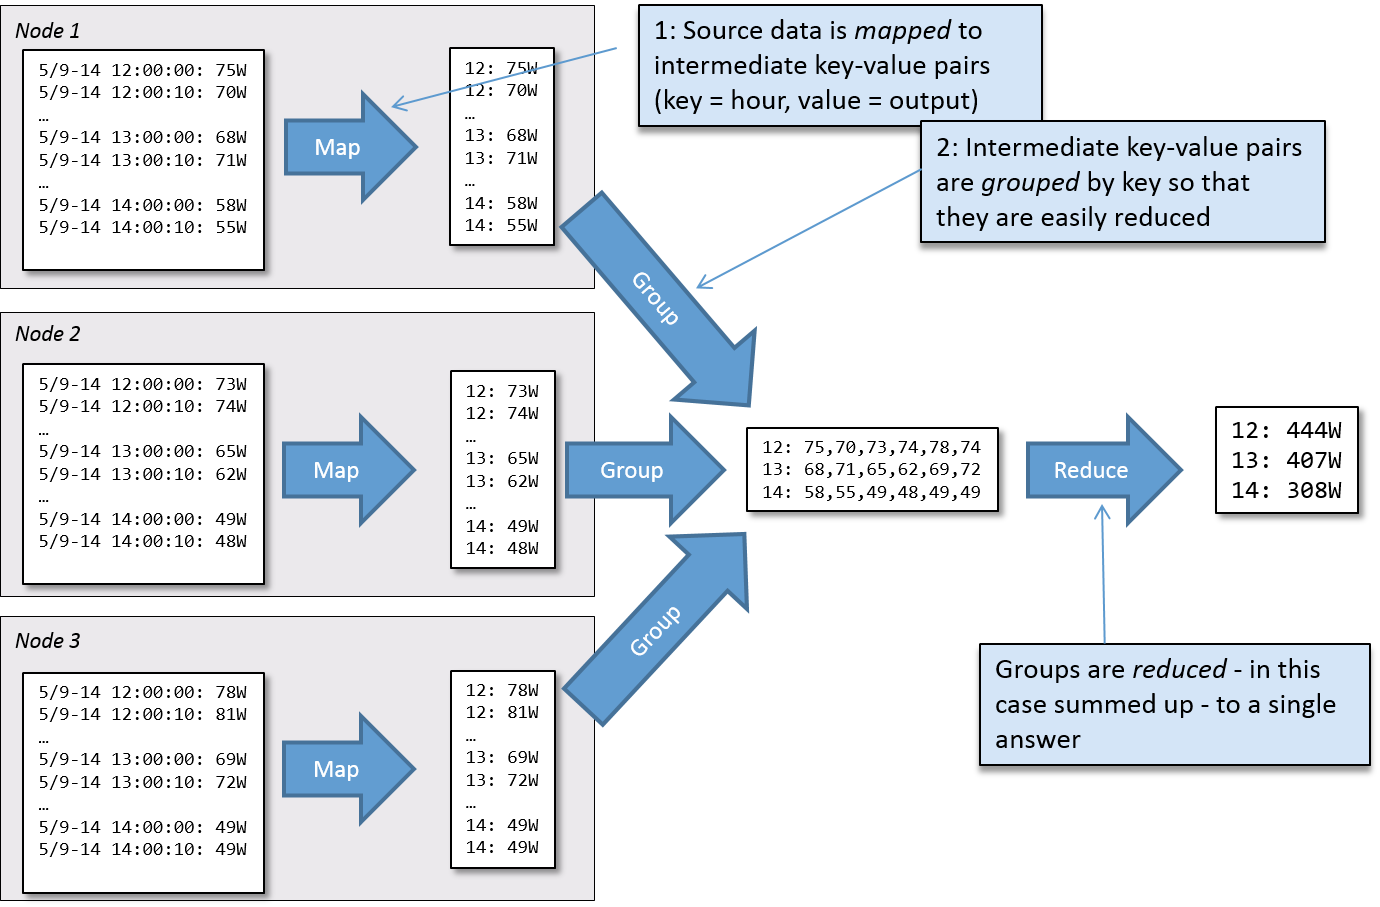 Node 1
5/9-14 12:00:00: 75W
5/9-14 12:00:10: 70W
…
5/9-14 13:00:00: 68W
5/9-14 13:00:10: 71W
…
5/9-14 14:00:00: 58W
5/9-14 14:00:10: 55W
Map
12: 75W
12: 70W
…
13: 68W
13: 71W
…
14: 58W
14: 55W
1: Source data is mapped to
intermediate key-value pairs
(key = hour, value = output)
2: Intermediate key-value pairs
are grouped by key so that
they are easily reduced
Group
Node 2
5/9-14 12:00:00: 73W
5/9-14 12:00:10: 74W
…
5/9-14 13:00:00: 65W
5/9-14 13:00:10: 62W
…
5/9-14 14:00:00: 49W
5/9-14 14:00:10: 48W
Map
12: 73W
12: 74W
…
13: 65W
13: 62W
…
14: 49W
14: 48W
Group
12: 75,70,73,74,78,74
13: 68,71,65,62,69,72
14: 58,55,49,48,49,49
Reduce
12: 444W
13: 407W
14: 308W
Node 3
5/9-14 12:00:00: 78W
5/9-14 12:00:10: 81W
…
5/9-14 13:00:00: 69W
5/9-14 13:00:10: 72W
…
5/9-14 14:00:00: 49W
5/9-14 14:00:10: 49W
Map
12: 78W
12: 81W
…
13: 69W
13: 72W
…
14: 49W
14: 49W
Group
Groups are reduced - in this
case summed up - to a single
answer